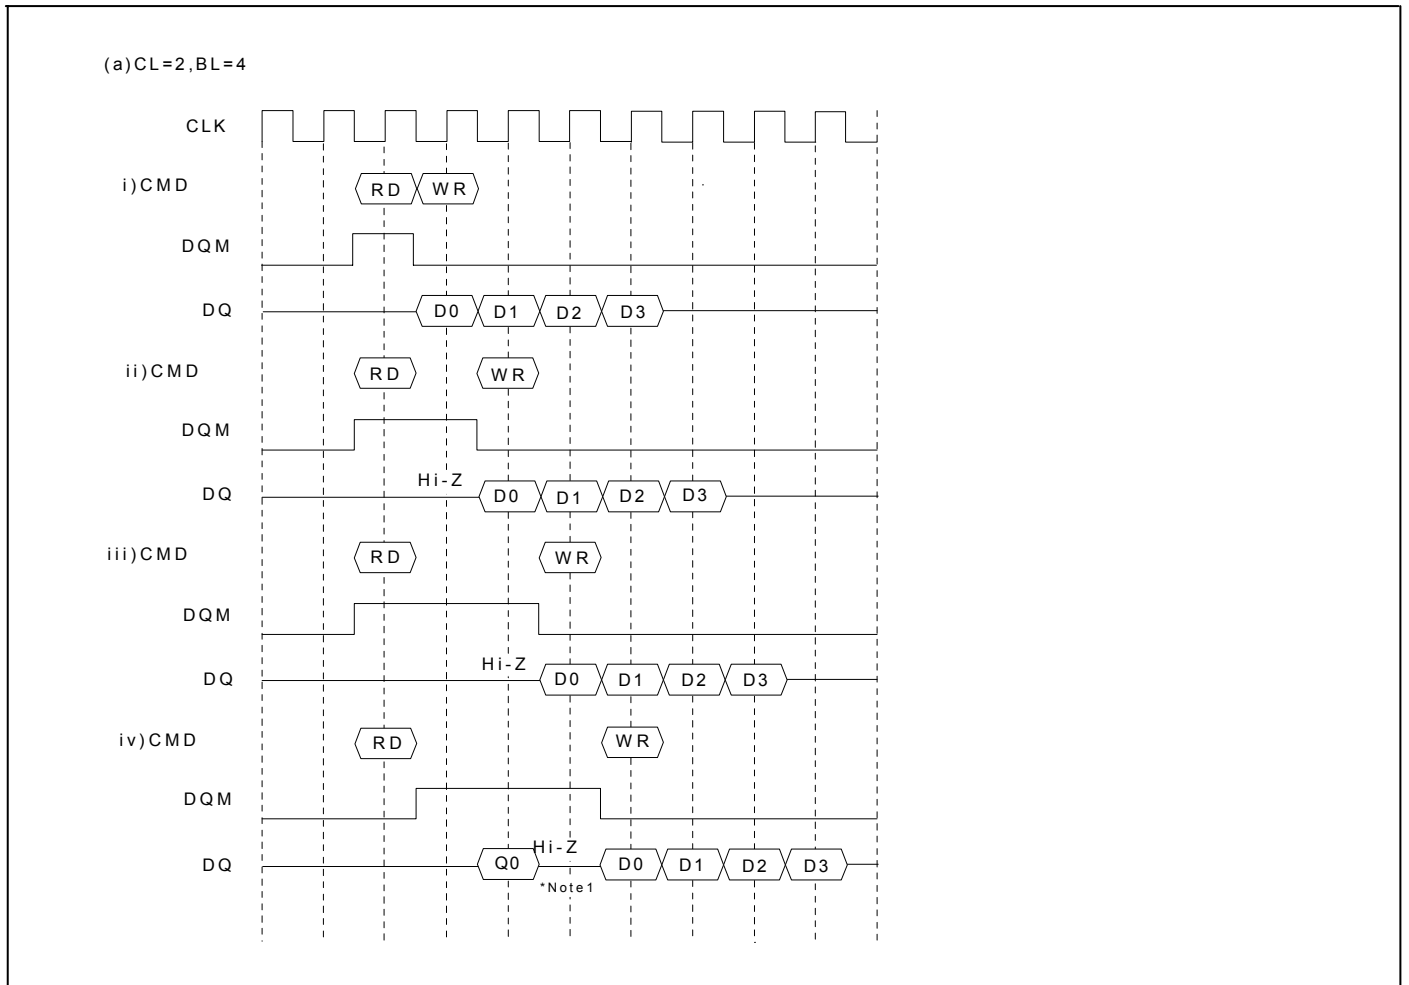 (a)CL=2,BL=4
CLK
i)CMD RD WR
DQM
DQ D0 D1 D2 D3
ii)CMD RD WR
DQM
Hi-Z
DQ D0 D1 D2 D3
iii)CMD RD WR
DQM
Hi-Z
DQ D0 D1 D2 D3
iv)CMD RD WR
DQM
Hi-Z
DQ Q0 D0 D1 D2 D3
*Note1